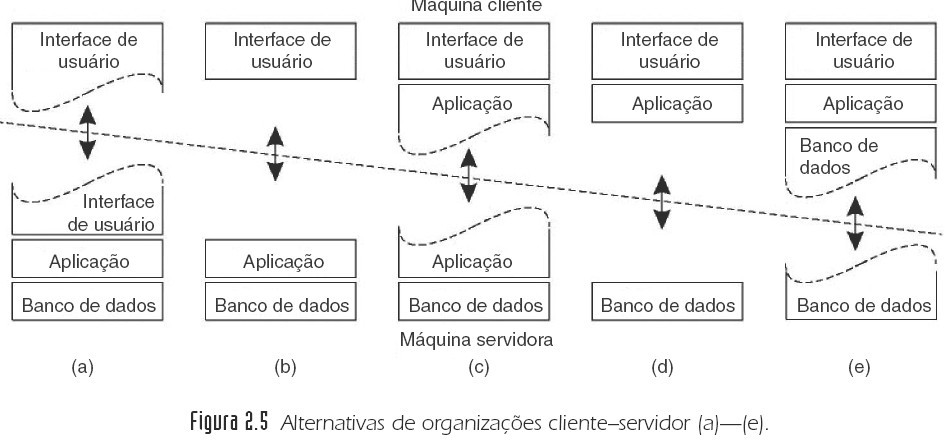 Máquina cliente
Interface de
usuário
Interface de
usuário
Interface de
usuário
Interface de
usuário
Interface de
usuário
Aplicação
Aplicação
Aplicação
Banco de
dados
Interface
de usuário
Aplicação
Aplicação
Aplicação
Banco de dados
Banco de dados
Banco de dados
Banco de dados
Banco de dados
Máquina servidora
(a)
(b)
(c)
(d)
(e)
Figura 2.5 Alternativas de organizações cliente–servidor (a)—(e).